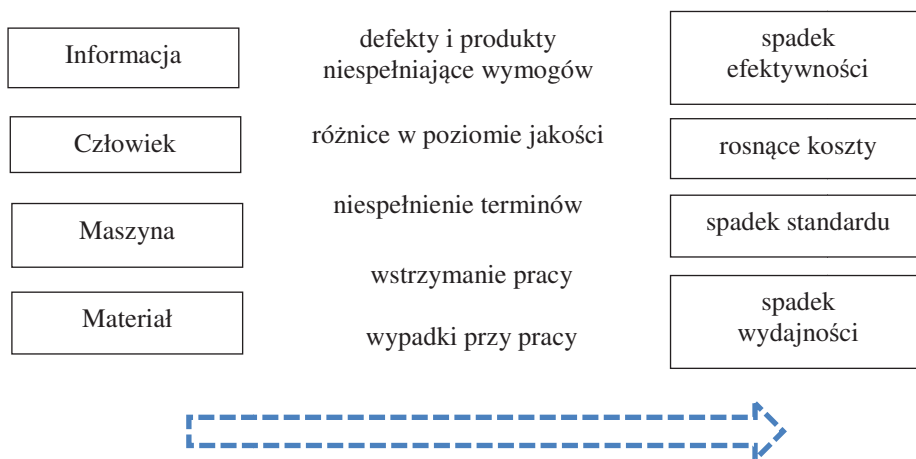 Informacja
Człowiek
Maszyna
Materiał
defekty i produkty
niespełniające wymogów
różnice w poziomie jakości
niespełnienie terminów
wstrzymanie pracy
wypadki przy pracy
spadek
efektywności
rosnące koszty
spadek standardu
spadek
wydajności